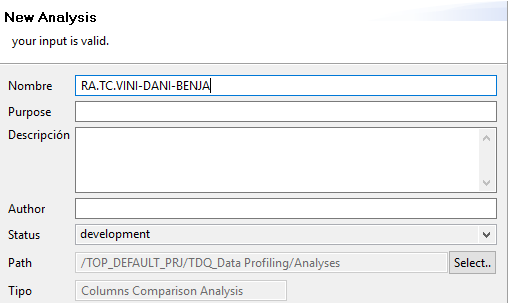 New Analysis
your input is valid.
Nombre RA.TC.VINI-DANI-BENJA
Purpose
Descripción
Author
Status development
Path /TOP_DEFAULT_PRJ/TDQ_Data Profiling/Analyses Select..
Tipo Columns Comparison Analysis